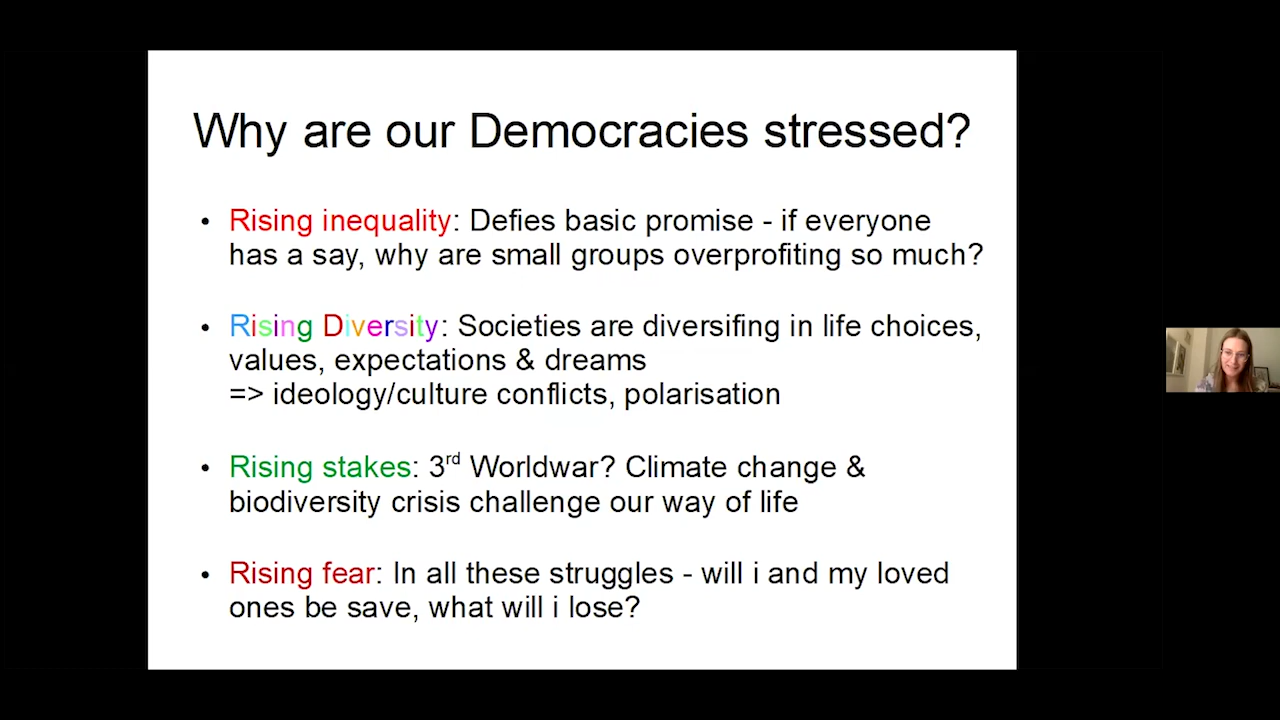 Why are our Democracies stressed?
• Rising inequality: Defies basic promise - if everyone
has a say, why are small groups overprofiting so much?
• Rising Diversity: Societies are diversifing in life choices,
values, expectations & dreams
=> ideology/culture conflicts, polarisation
• Rising stakes: 3rd Worldwar? Climate change &
biodiversity crisis challenge our way of life
• Rising fear: In all these struggles - will i and my loved
ones be save, what will i lose?